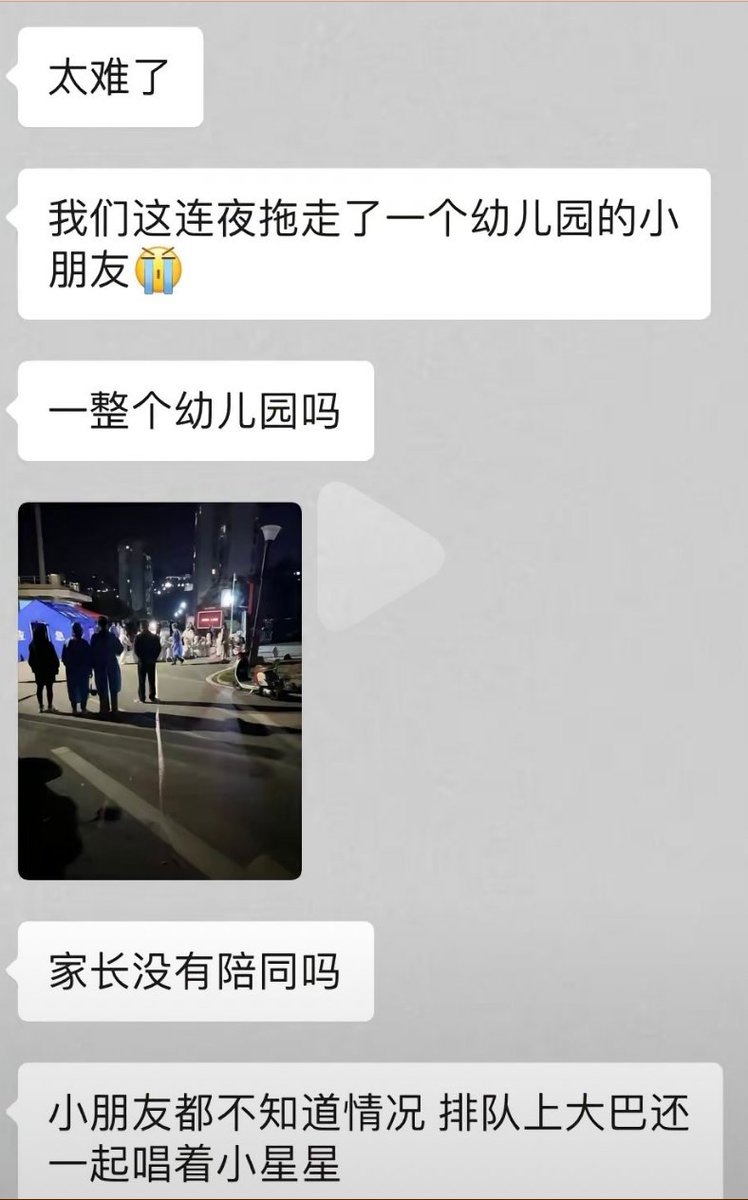 太难了
我们这连夜拖走了一个幼儿园的小
朋友😭
一整个幼儿园吗
家长没有陪同吗
小朋友都不知道情况 排队上大巴还
一起唱着小星星